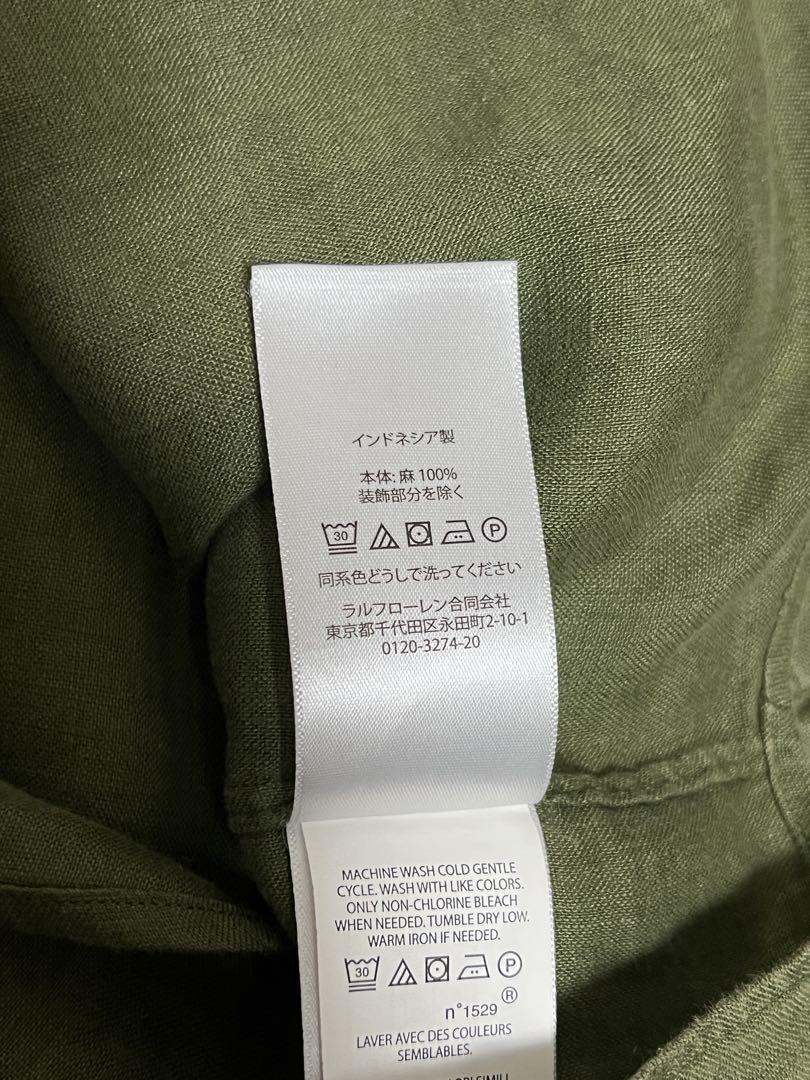 インドネシア製
本体: 麻 100%
装飾部分を除く
30 P
同系色どうしで洗ってください
ラルフローレン合同会社
東京都千代田区永田町2-10-1
0120-3274-20
MACHINE WASH COLD GENTLE
CYCLE. WASH WITH LIKE COLORS.
ONLY NON-CHLORINE BLEACH
WHEN NEEDED. TUMBLE DRY LOW.
WARM IRON IF NEEDED.
30 P
n°1529 ®
LAVER AVEC DES COULEURS
SEMBLABLES.